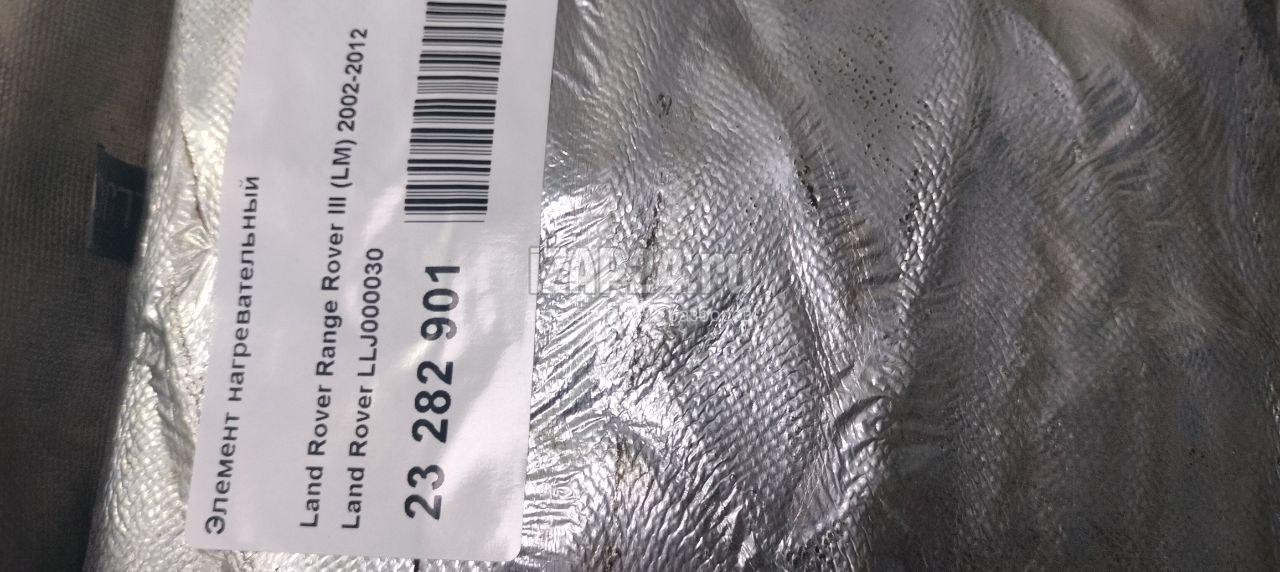 Элемент нагревательный
Land Rover Range Rover III (LM) 2002-2012
Land Rover LLJ000030
23 282 901